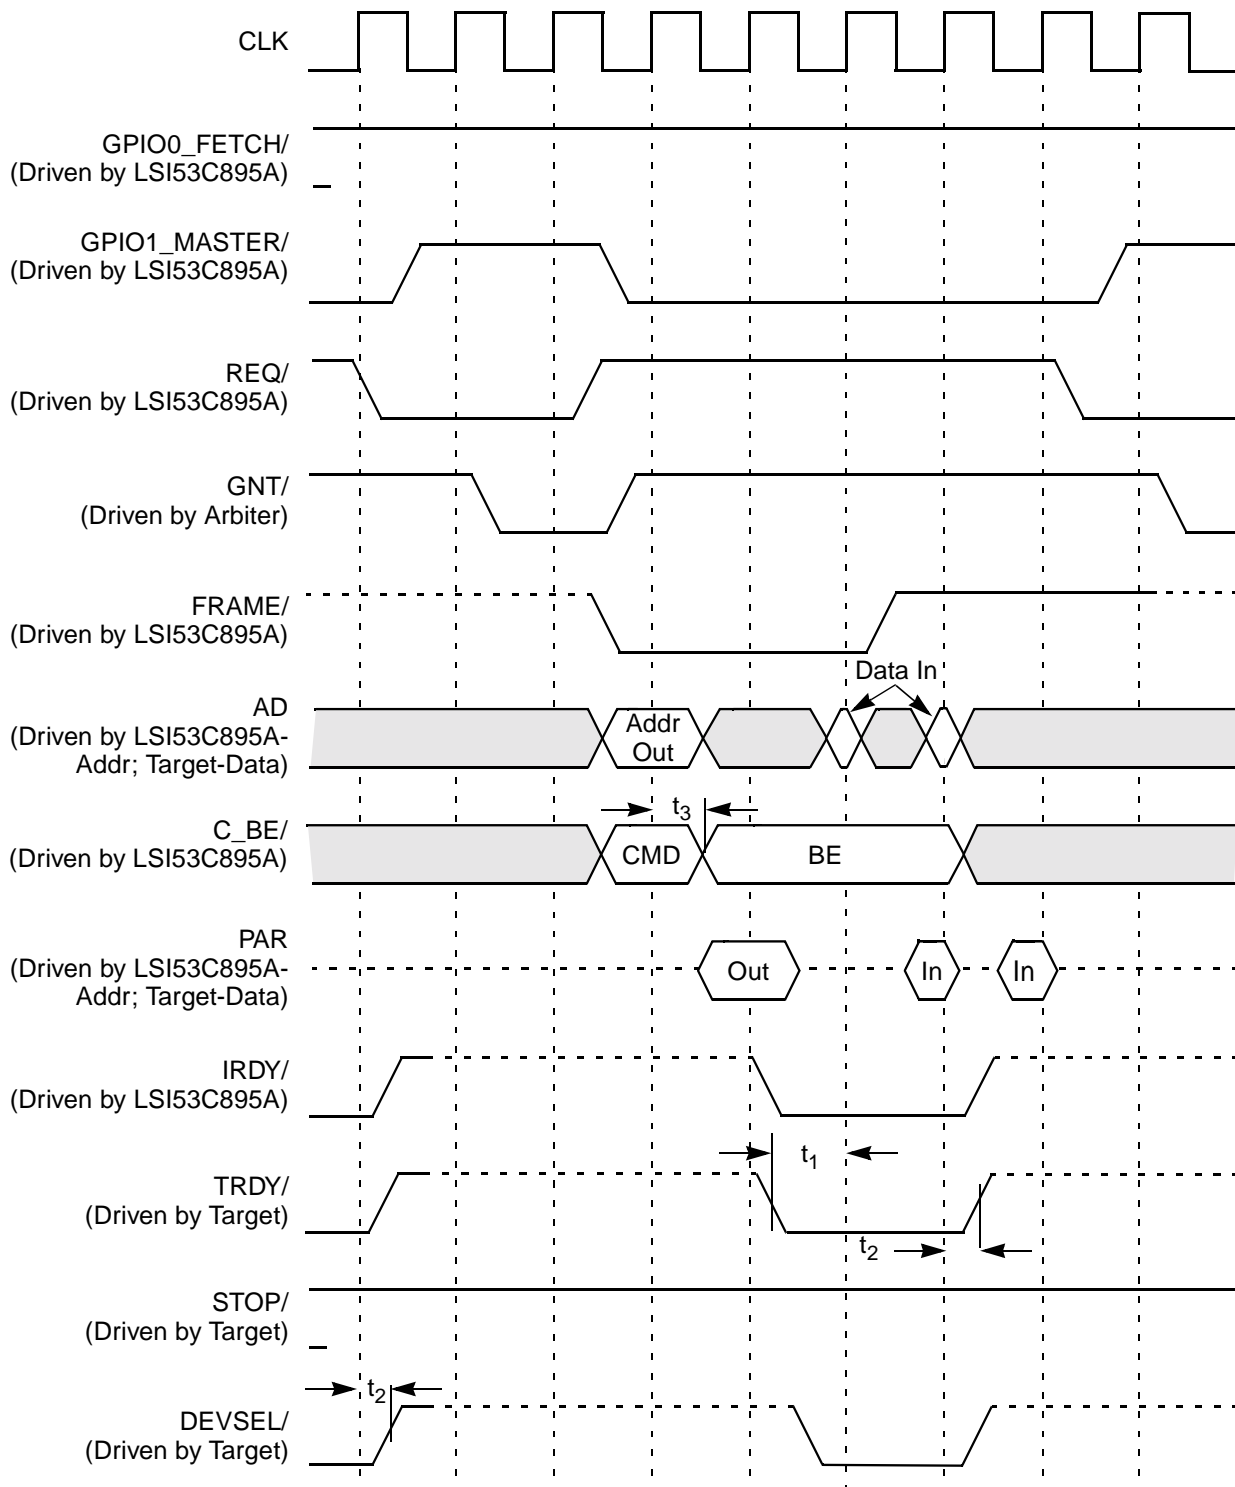 CLK
GPIO0_FETCH/
(Driven by LSI53C895A)
GPIO1_MASTER/
(Driven by LSI53C895A)
REQ/
(Driven by LSI53C895A)
GNT/
(Driven by Arbiter)
FRAME/
(Driven by LSI53C895A)
Data In
AD
(Driven by LSI53C895A-
Addr; Target-Data)
Addr
Out
t3
C_BE/
(Driven by LSI53C895A)
CMD
BE
PAR
(Driven by LSI53C895A-
Addr; Target-Data)
Out
In
In
IRDY/
(Driven by LSI53C895A)
t1
TRDY/
(Driven by Target)
t2
STOP/
(Driven by Target)
t2
DEVSEL/
(Driven by Target)